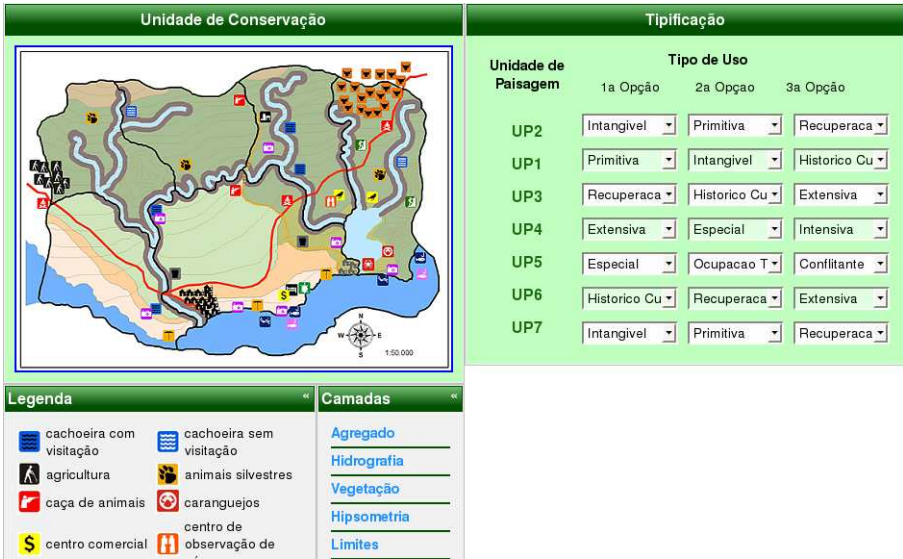 Unidade de Conservação
N
W
E
S
1:50.000
Tipificação
Unidade de Paisagem
Tipo de Uso
1a Opção 2a Opçao 3a Opção
UP2 Intangivel Primitiva Recuperaca
UP1 Primitiva Intangivel Historico Cu
UP3 Recuperaca Historico Cu Extensiva
UP4 Extensiva Especial Intensiva
UP5 Especial Ocupacao T Conflitante
UP6 Historico Cu Recuperaca Extensiva
UP7 Intangivel Primitiva Recuperaca
Legenda «
cachoeira com visitação
cachoeira sem visitação
agricultura
animais silvestres
caça de animais
caranguejos
$ centro comercial
centro de observação de
Camadas «
Agregado
Hidrografia
Vegetação
Hipsometria
Limites